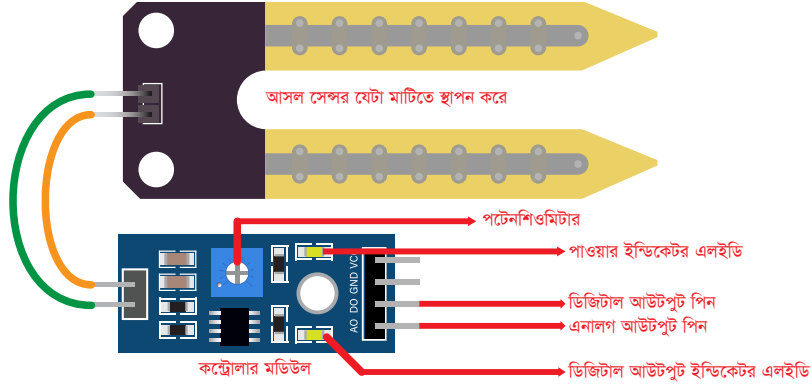 আসল সেন্সর যেটা মাটিতে স্থাপন করে
পটেনশিওমিটার
পাওয়ার ইন্ডিকেটর এলইডি
ডিজিটাল আউটপুট পিন
এনালগ আউটপুট পিন
AO DO GND VC
কন্ট্রোলার মডিউল
ডিজিটাল আউটপুট ইন্ডিকেটর এলইডি